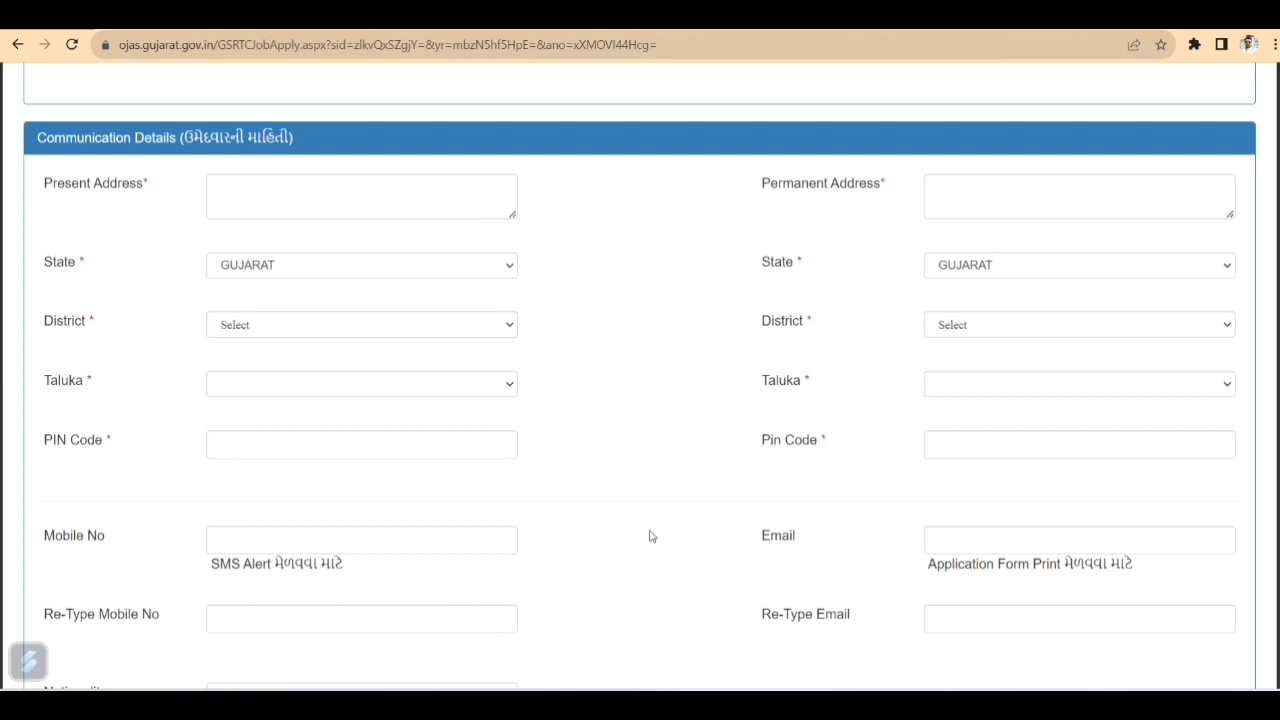 ojas.gujarat.gov.in/GSRTCJobApply.aspx?sid=zlkvQxSZgjY=&yr=mbzN5hf5HpE=&ano=xXMOVI44Hcg=
Communication Details (ઉમેદવારની માહિતી)
Present Address* Permanent Address*
State * GUJARAT State * GUJARAT
District * Select District * Select
Taluka * Taluka *
PIN Code * Pin Code *
Mobile No Email
SMS Alert મેળવવા માટે Application Form Print મેળવવા માટે
Re-Type Mobile No Re-Type Email